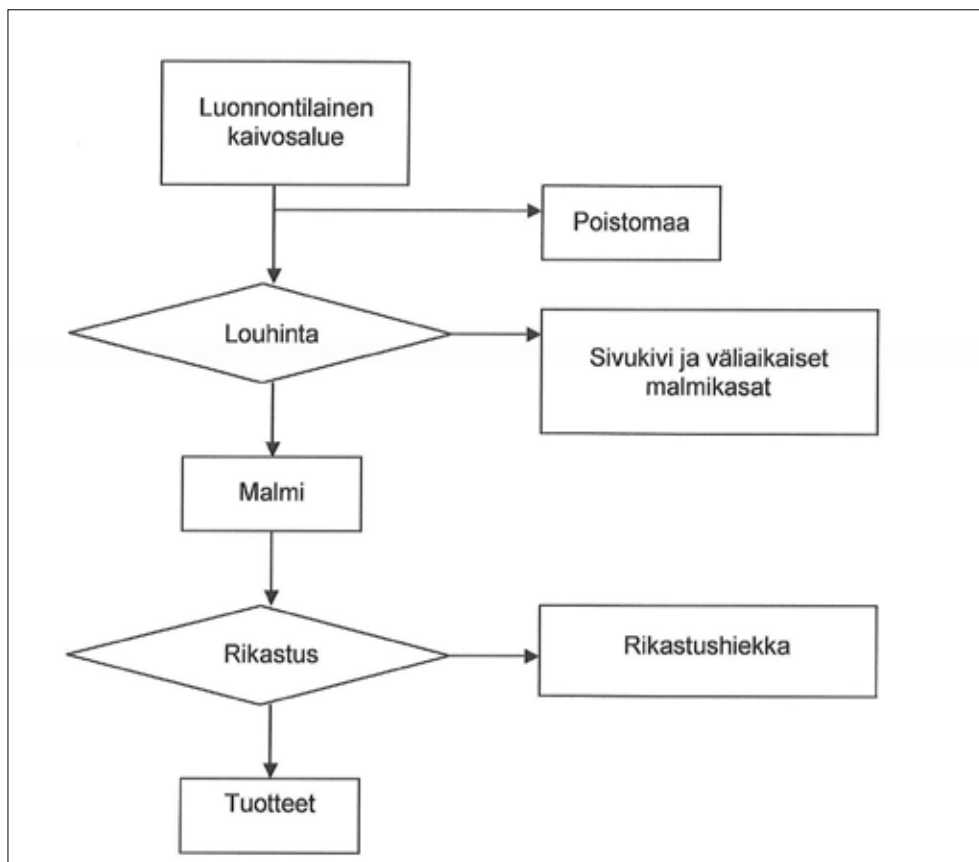 Luonnontilainen
kaivosalue
Poistomaa
Louhinta
Sivukivi ja väliaikaiset
malmikasat
Malmi
Rikastus
Rikastushiekka
Tuotteet